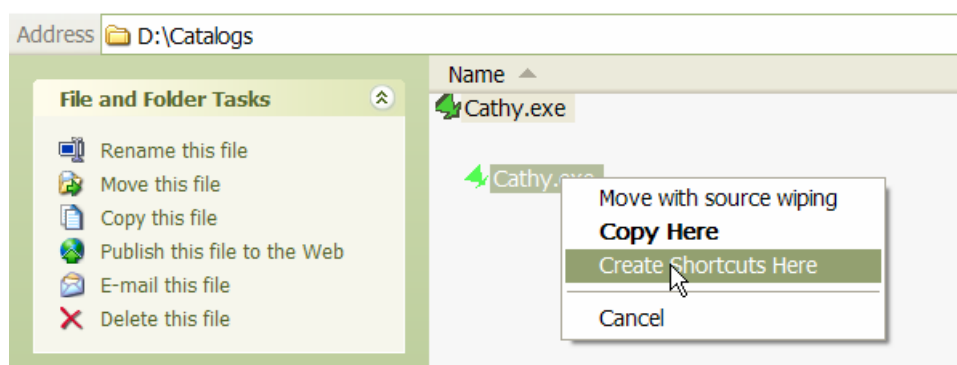 Address D:\Catalogs
Name
File and Folder Tasks
Cathy.exe
Rename this file
Move this file
Copy this file
Publish this file to the Web
E-mail this file
Delete this file
Cathy.exe
Move with source wiping
Copy Here
Create Shortcuts Here
Cancel